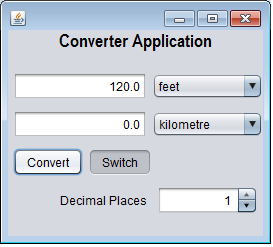 Converter Application
120.0 feet
0.0 kilometre
Convert Switch
Decimal Places 1